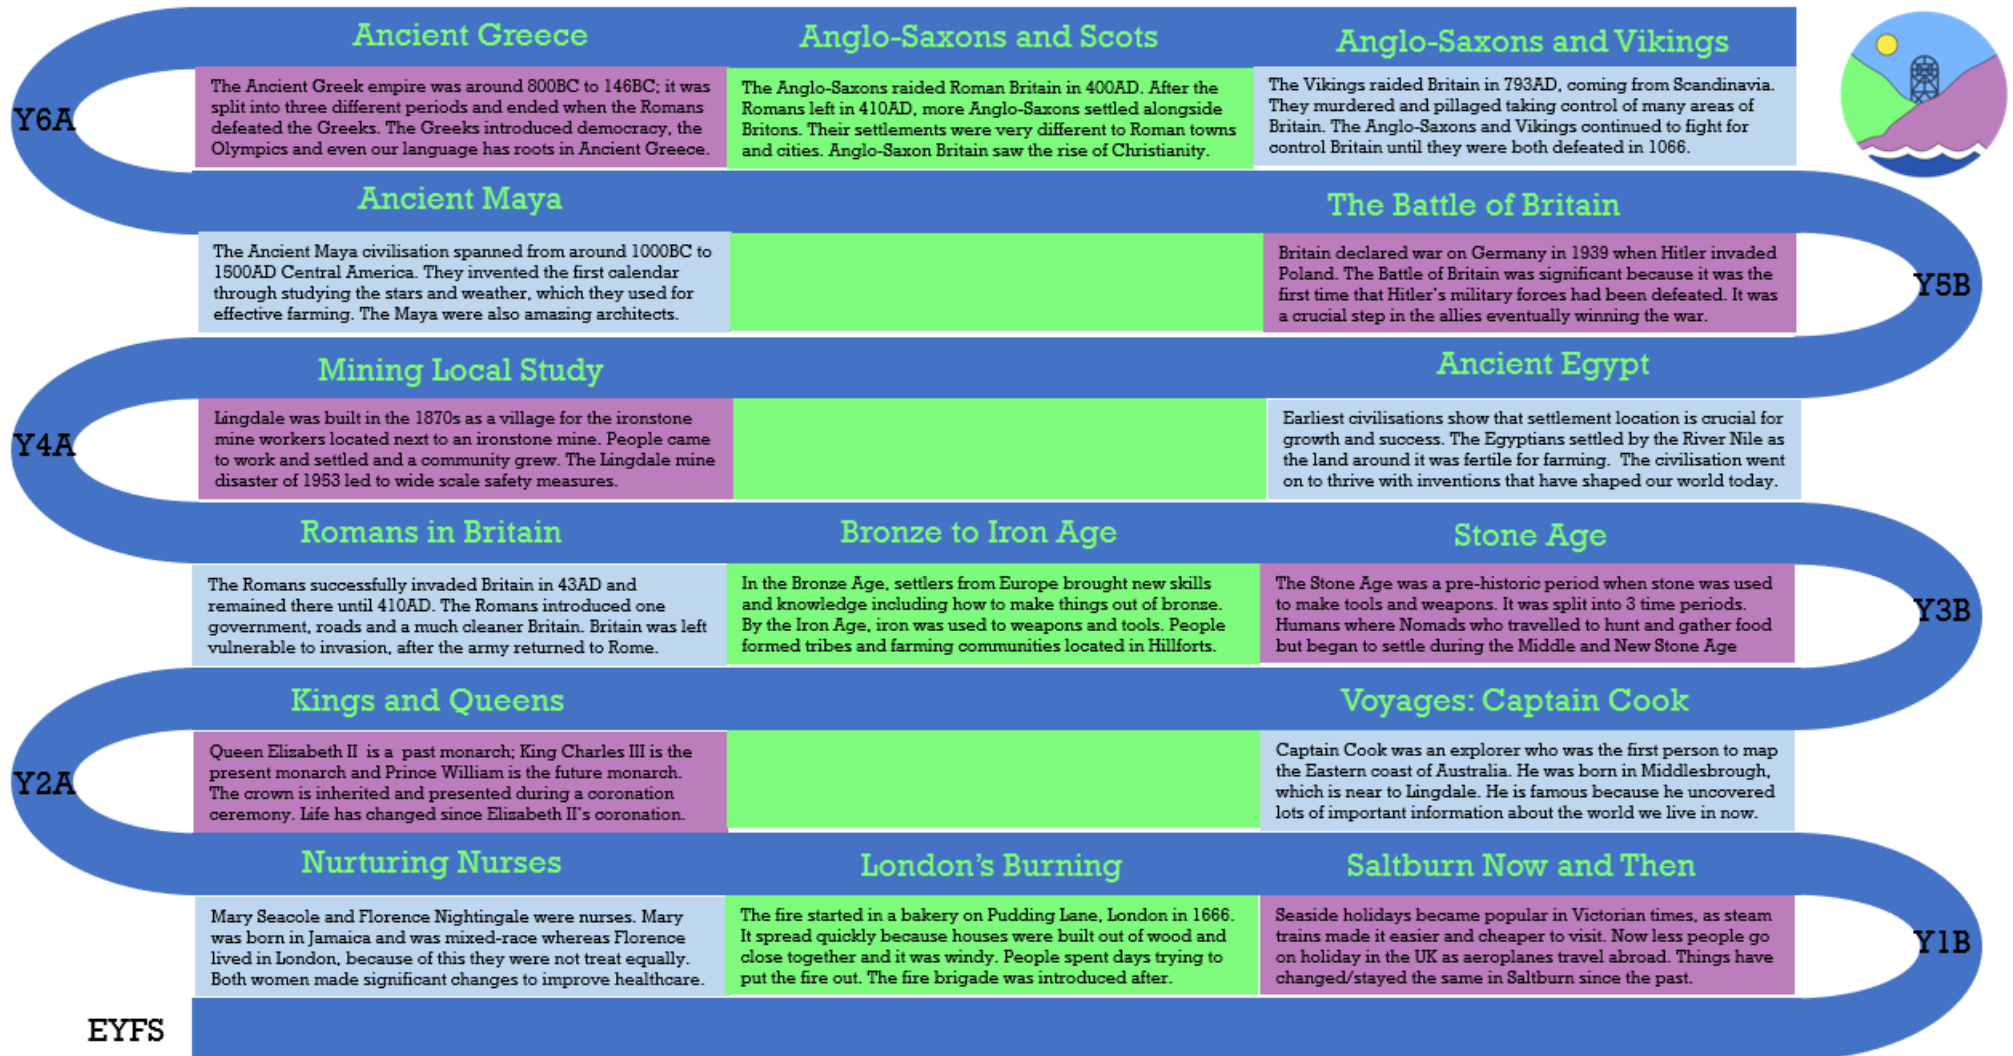 Ancient Greece
The Ancient Greek empire was around 800BC to 146BC; it was
split into three different periods and ended when the Romans
defeated the Greeks. The Greeks introduced democracy, the
Olympics and even our language has roots in Ancient Greece.
Anglo-Saxons and Scots
The Anglo-Saxons raided Roman Britain in 400AD. After the
Romans left in 410AD, more Anglo-Saxons settled alongside
Britons. Their settlements were very different to Roman towns
and cities. Anglo-Saxon Britain saw the rise of Christianity.
Anglo-Saxons and Vikings
The Vikings raided Britain in 793AD, coming from Scandinavia.
They murdered and pillaged taking control of many areas of
Britain. The Anglo-Saxons and Vikings continued to fight for
control Britain until they were both defeated in 1066.
Y6A
Ancient Maya
The Ancient Maya civilisation spanned from around 1000BC to
1500AD Central America. They invented the first calendar
through studying the stars and weather, which they used for
effective farming. The Maya were also amazing architects.
The Battle of Britain
Britain declared war on Germany in 1939 when Hitler invaded
Poland. The Battle of Britain was significant because it was the
first time that Hitler's military forces had been defeated. It was
a crucial step in the allies eventually winning the war.
Y5B
Mining Local Study
Lingdale was built in the 1870s as a village for the ironstone
mine workers located next to an ironstone mine. People came
to work and settled and a community grew. The Lingdale mine
disaster of 1953 led to wide scale safety measures.
Ancient Egypt
Earliest civilisations show that settlement location is crucial for
growth and success. The Egyptians settled by the River Nile as
the land around it was fertile for farming. The civilisation went
on to thrive with inventions that have shaped our world today.
Y4A
Romans in Britain
The Romans successfully invaded Britain in 43AD and
remained there until 410AD. The Romans introduced one
government, roads and a much cleaner Britain. Britain was left
vulnerable to invasion, after the army returned to Rome.
Bronze to Iron Age
In the Bronze Age, settlers from Europe brought new skills
and knowledge including how to make things out of bronze.
By the Iron Age, iron was used to weapons and tools. People
formed tribes and farming communities located in Hillforts.
Stone Age
The Stone Age was a pre-historic period when stone was used
to make tools and weapons. It was split into 3 time periods.
Humans where Nomads who travelled to hunt and gather food
but began to settle during the Middle and New Stone Age
Y3B
Kings and Queens
Queen Elizabeth II is a past monarch; King Charles III is the
present monarch and Prince William is the future monarch.
The crown is inherited and presented during a coronation
ceremony. Life has changed since Elizabeth II's coronation.
Voyages: Captain Cook
Captain Cook was an explorer who was the first person to map
the Eastern coast of Australia. He was born in Middlesbrough,
which is near to Lingdale. He is famous because he uncovered
lots of important information about the world we live in now.
Y2A
Nurturing Nurses
Mary Seacole and Florence Nightingale were nurses. Mary
was born in Jamaica and was mixed-race whereas Florence
lived in London, because of this they were not treat equally.
Both women made significant changes to improve healthcare.
London's Burning
The fire started in a bakery on Pudding Lane, London in 1666.
It spread quickly because houses were built out of wood and
close together and it was windy. People spent days trying to
put the fire out. The fire brigade was introduced after.
Saltburn Now and Then
Seaside holidays became popular in Victorian times, as steam
trains made it easier and cheaper to visit. Now less people go
on holiday in the UK as aeroplanes travel abroad. Things have
changed/stayed the same in Saltburn since the past.
Y1B
EYFS